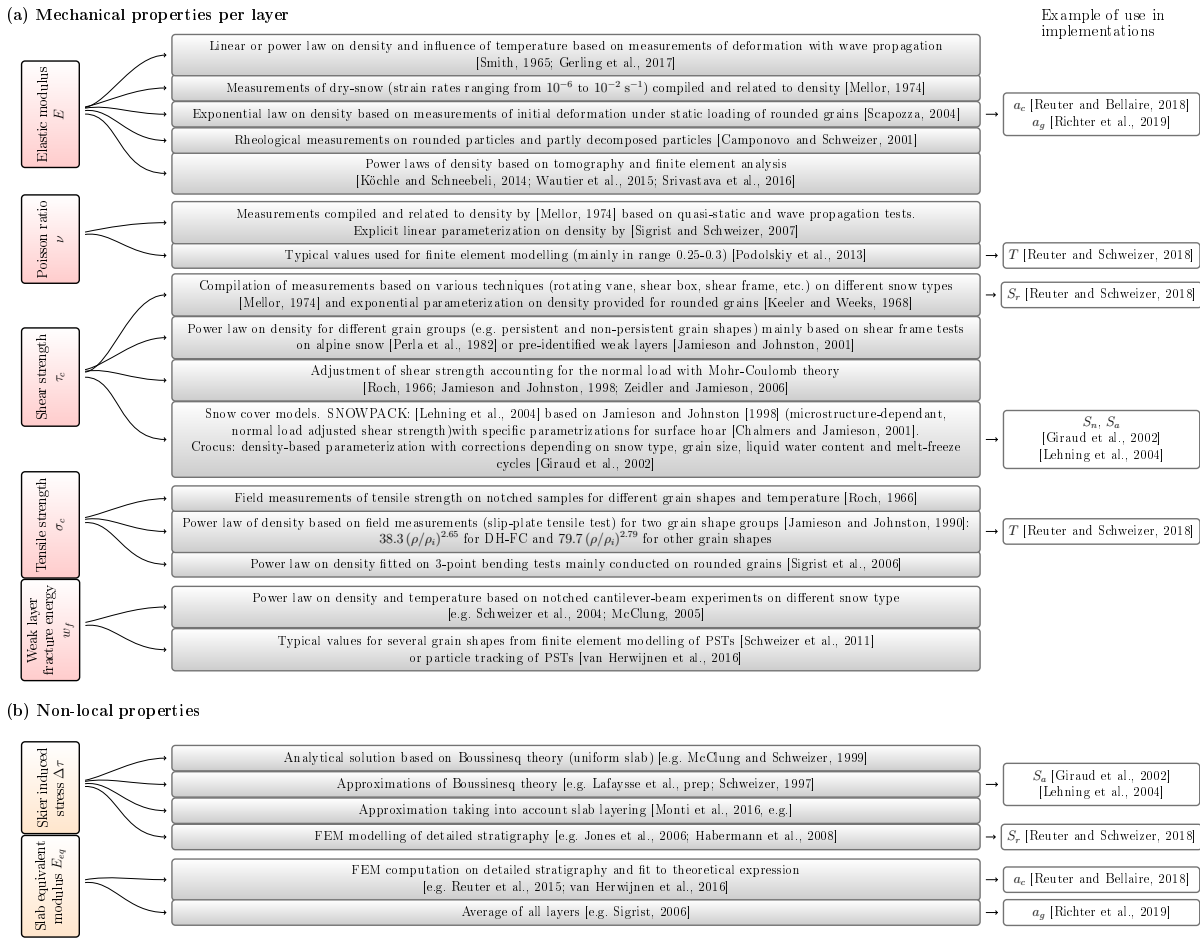 (a) Mechanical properties per layer
Example of use in
implementations
Elastic modulus
E
Linear or power law on density and influence of temperature based on measurements of deformation with wave propagation
[Smith, 1965; Gerling et al., 2017]
Measurements of dry-snow (strain rates ranging from 10⁻⁶ to 10⁻² s⁻¹) compiled and related to density [Mellor, 1974]
Exponential law on density based on measurements of initial deformation under static loading of rounded grains [Scapozza, 2004]
a_c [Reuter and Bellaire, 2018]
a_g [Richter et al., 2019]
Rheological measurements on rounded particles and partly decomposed particles [Camponovo and Schweizer, 2001]
Power laws of density based on tomography and finite element analysis
[Köchle and Schneebeli, 2014; Wautier et al., 2015; Srivastava et al., 2016]
Poisson ratio
ν
Measurements compiled and related to density by [Mellor, 1974] based on quasi-static and wave propagation tests.
Explicit linear parameterization on density by [Sigrist and Schweizer, 2007]
Typical values used for finite element modelling (mainly in range 0.25-0.3) [Podolskiy et al., 2013]
T [Reuter and Schweizer, 2018]
Shear strength
τ_c
Compilation of measurements based on various techniques (rotating vane, shear box, shear frame, etc.) on different snow types
[Mellor, 1974] and exponential parameterization on density provided for rounded grains [Keeler and Weeks, 1968]
S_r [Reuter and Schweizer, 2018]
Power law on density for different grain groups (e.g. persistent and non-persistent grain shapes) mainly based on shear frame tests
on alpine snow [Perla et al., 1982] or pre-identified weak layers [Jamieson and Johnston, 2001]
Adjustment of shear strength accounting for the normal load with Mohr-Coulomb theory
[Roch, 1966; Jamieson and Johnston, 1998; Zeidler and Jamieson, 2006]
Snow cover models. SNOWPACK: [Lehning et al., 2004] based on Jamieson and Johnston [1998] (microstructure-dependant,
normal load adjusted shear strength)with specific parametrizations for surface hoar [Chalmers and Jamieson, 2001].
Crocus: density-based parameterization with corrections depending on snow type, grain size, liquid water content and melt-freeze
cycles [Giraud et al., 2002]
S_n, S_a
[Giraud et al., 2002]
[Lehning et al., 2004]
Tensile strength
σ_c
Field measurements of tensile strength on notched samples for different grain shapes and temperature [Roch, 1966]
Power law of density based on field measurements (slip-plate tensile test) for two grain shape groups [Jamieson and Johnston, 1990]:
38.3 (ρ/ρ_i)^2.65 for DH-FC and 79.7 (ρ/ρ_i)^2.79 for other grain shapes
T [Reuter and Schweizer, 2018]
Power law on density fitted on 3-point bending tests mainly conducted on rounded grains [Sigrist et al., 2006]
Weak layer
fracture energy
w_f
Power law on density and temperature based on notched cantilever-beam experiments on different snow type
[e.g. Schweizer et al., 2004; McClung, 2005]
Typical values for several grain shapes from finite element modelling of PSTs [Schweizer et al., 2011]
or particle tracking of PSTs [van Herwijnen et al., 2016]
(b) Non-local properties
Skier induced
stress Δτ
Analytical solution based on Boussinesq theory (uniform slab) [e.g. McClung and Schweizer, 1999]
Approximations of Boussinesq theory [e.g. Lafaysse et al., prep; Schweizer, 1997]
S_a [Giraud et al., 2002]
[Lehning et al., 2004]
Approximation taking into account slab layering [Monti et al., 2016, e.g.]
FEM modelling of detailed stratigraphy [e.g. Jones et al., 2006; Habermann et al., 2008]
S_r [Reuter and Schweizer, 2018]
Slab equivalent
modulus E_eq
FEM computation on detailed stratigraphy and fit to theoretical expression
[e.g. Reuter et al., 2015; van Herwijnen et al., 2016]
a_c [Reuter and Bellaire, 2018]
Average of all layers [e.g. Sigrist, 2006]
a_g [Richter et al., 2019]